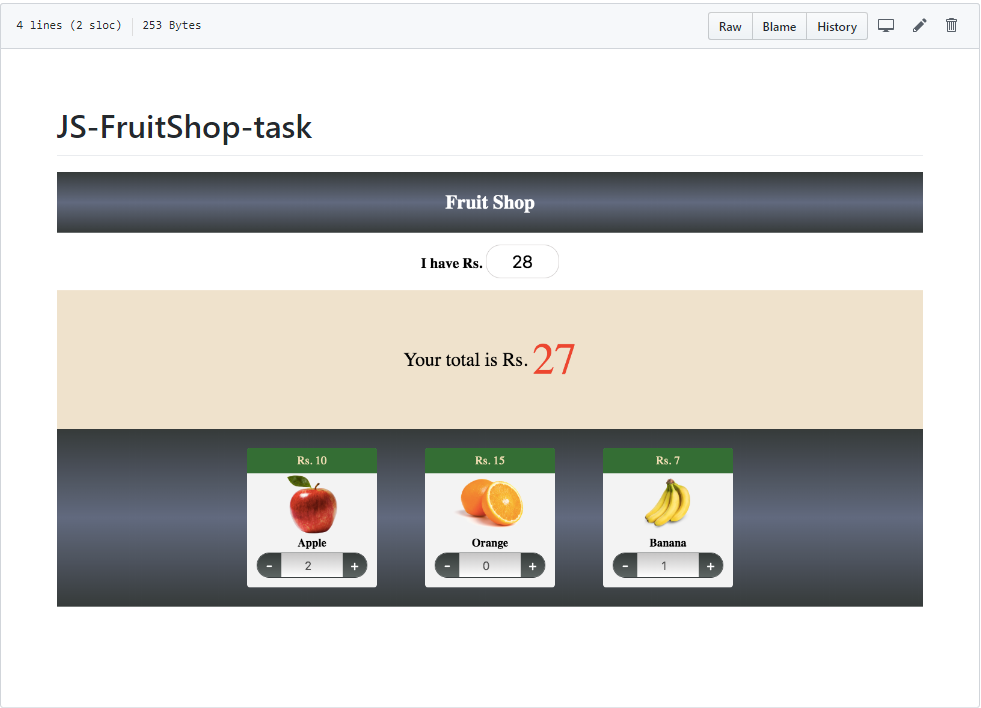 4 lines (2 sloc) 253 Bytes Raw Blame History
JS-FruitShop-task
Fruit Shop
I have Rs. 28
Your total is Rs. 27
Rs. 10 Rs. 15 Rs. 7
Apple Orange Banana
- 2 + - 0 + - 1 +